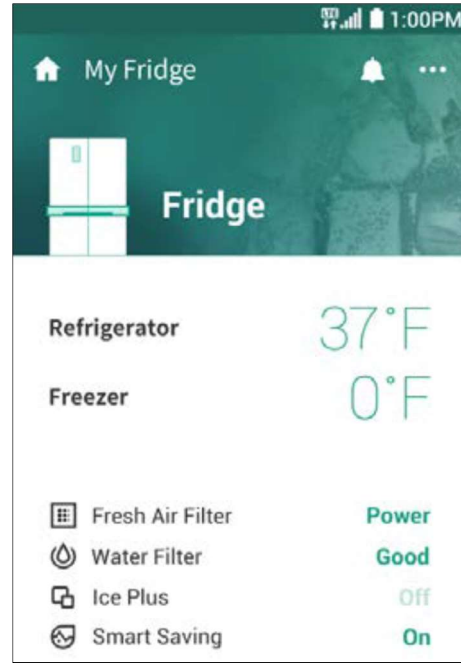 LTE 1:00PM
My Fridge
Fridge
Refrigerator 37°F
Freezer 0°F
Fresh Air Filter Power
Water Filter Good
Ice Plus Off
Smart Saving On